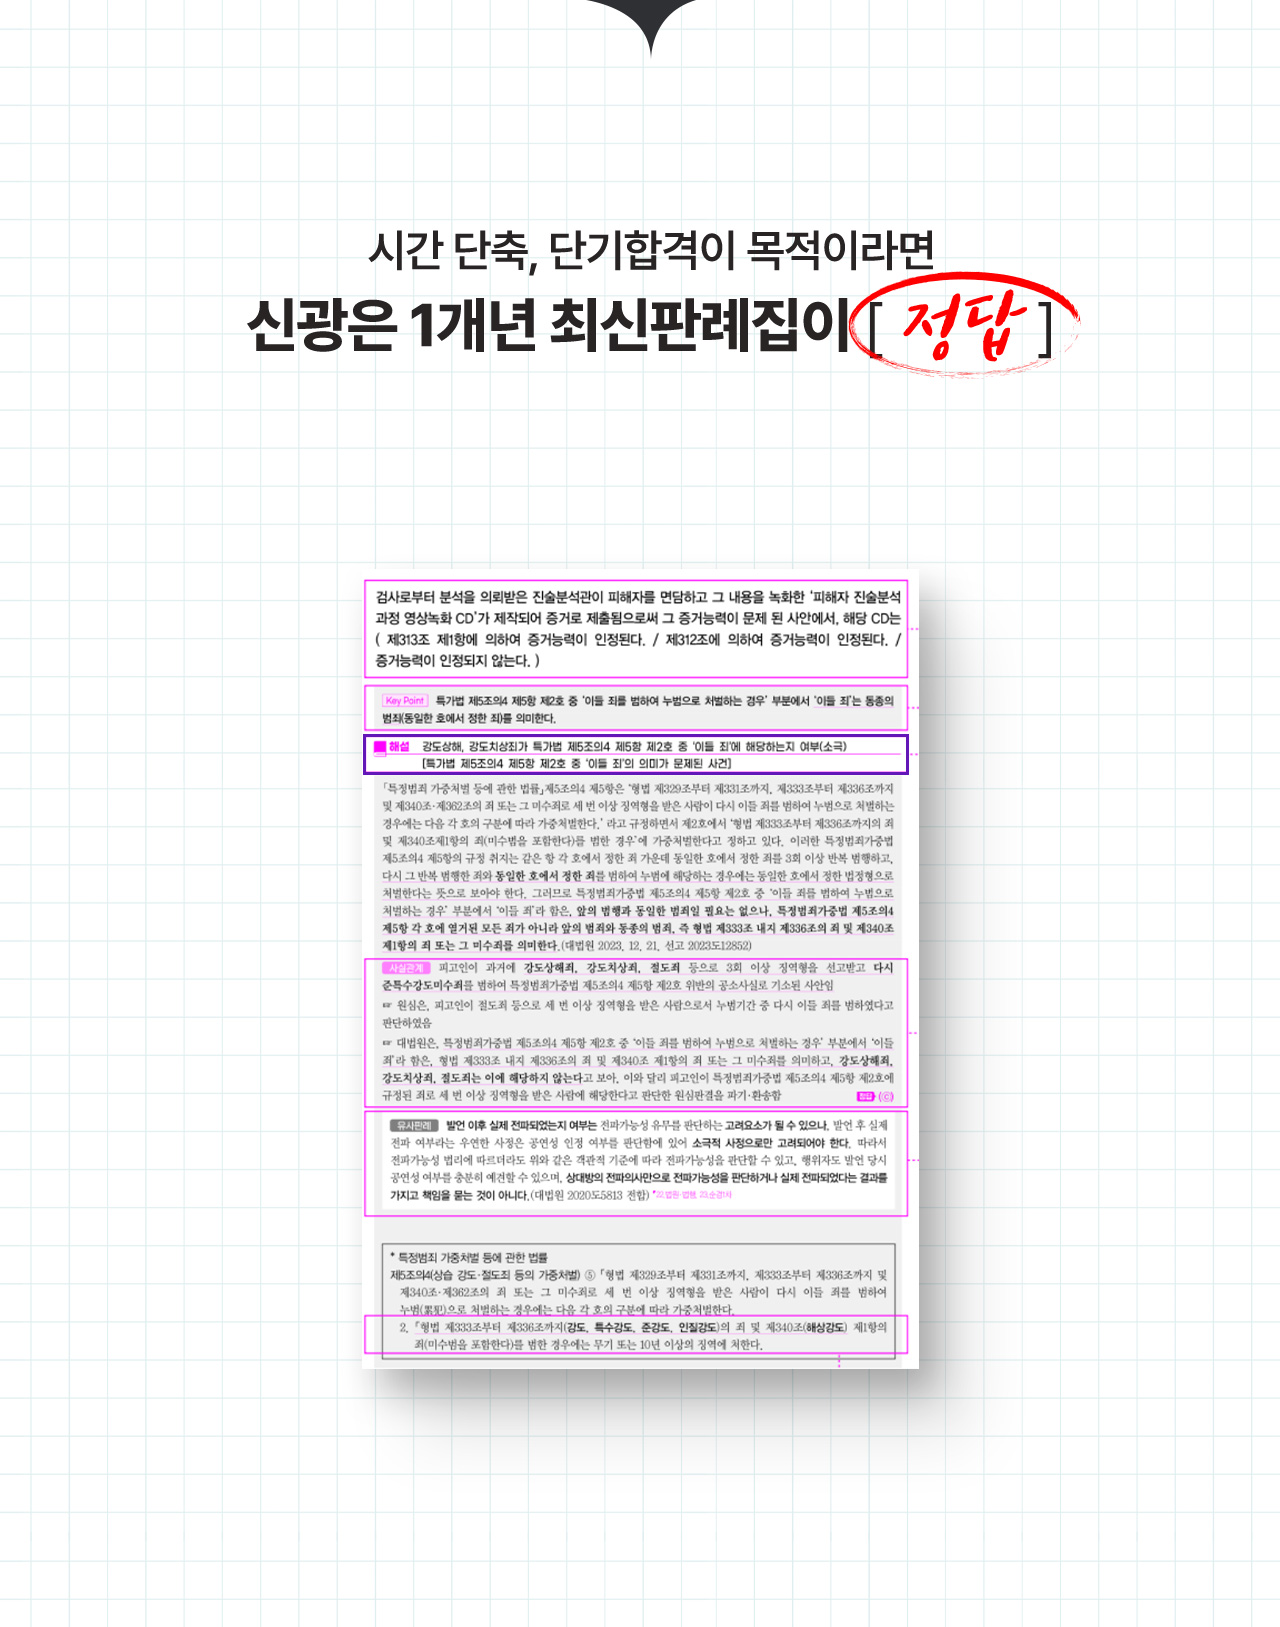 시간 단축, 단기합격이 목적이라면
신광은 1개년 최신판례집이 [ 정답 ]
검사로부터 분석을 의뢰받은 진술분석관이 피해자를 면담하고 그 내용을 녹화한 ‘피해자 진술분석
과정 영상녹화 CD’가 제작되어 증거로 제출됨으로써 그 증거능력이 문제 된 사안에서, 해당 CD는
( 제313조 제1항에 의하여 증거능력이 인정된다. / 제312조에 의하여 증거능력이 인정된다. /
증거능력이 인정되지 않는다. )
Key Point 특가법 제5조의4 제5항 제2호 중 ‘이들 죄를 범하여 누범으로 처벌하는 경우’ 부분에서 ‘이들 죄’는 동종의
범죄(동일한 호에서 정한 죄)를 의미한다.
해설 강도상해, 강도치상죄가 특가법 제5조의4 제5항 제2호 중 ‘이들 죄’에 해당하는지 여부(소극)
[특가법 제5조의4 제5항 제2호 중 ‘이들 죄’의 의미가 문제된 사건]
「특정범죄 가중처벌 등에 관한 법률」제5조의4 제5항은 ‘형법 제329조부터 제331조까지, 제333조부터 제336조까지
및 제340조·제362조의 죄 또는 그 미수죄로 세 번 이상 징역형을 받은 사람이 다시 이들 죄를 범하여 누범으로 처벌하는
경우에는 다음 각 호의 구분에 따라 가중처벌한다.’ 라고 규정하면서 제2호에서 ‘형법 제333조부터 제336조까지의 죄
및 제340조제1항의 죄(미수범을 포함한다)를 범한 경우’에 가중처벌한다고 정하고 있다. 이러한 특정범죄가중법
제5조의4 제5항의 규정 취지는 같은 항 각 호에서 정한 죄 가운데 동일한 호에서 정한 죄를 3회 이상 반복 범행하고,
다시 그 반복 범행한 죄와 동일한 호에서 정한 죄를 범하여 누범에 해당하는 경우에는 동일한 호에서 정한 법정형으로
처벌한다는 뜻으로 보아야 한다. 그러므로 특정범죄가중법 제5조의4 제5항 제2호 중 ‘이들 죄를 범하여 누범으로
처벌하는 경우’ 부분에서 ‘이들 죄’라 함은, 앞의 범행과 동일한 범죄일 필요는 없으나, 특정범죄가중법 제5조의4
제5항 각 호에 열거된 모든 죄가 아니라 앞의 범죄와 동종의 범죄, 즉 형법 제333조 내지 제336조의 죄 및 제340조
제1항의 죄 또는 그 미수죄를 의미한다.(대법원 2023. 12. 21. 선고 2023도12852)
사실관계 피고인이 과거에 강도상해죄, 강도치상죄, 절도죄 등으로 3회 이상 징역형을 선고받고 다시
준특수강도미수죄를 범하여 특정범죄가중법 제5조의4 제5항 제2호 위반의 공소사실로 기소된 사안임
☞ 원심은, 피고인이 절도죄 등으로 세 번 이상 징역형을 받은 사람으로서 누범기간 중 다시 이들 죄를 범하였다고
판단하였음
☞ 대법원은, 특정범죄가중법 제5조의4 제5항 제2호 중 ‘이들 죄를 범하여 누범으로 처벌하는 경우’ 부분에서 ‘이들
죄’라 함은, 형법 제333조 내지 제336조의 죄 및 제340조 제1항의 죄 또는 그 미수죄를 의미하고, 강도상해죄,
강도치상죄, 절도죄는 이에 해당하지 않는다고 보아, 이와 달리 피고인이 특정범죄가중법 제5조의4 제5항 제2호에
규정된 죄로 세 번 이상 징역형을 받은 사람에 해당한다고 판단한 원심판결을 파기·환송함 정답 (C)
유사판례 발언 이후 실제 전파되었는지 여부는 전파가능성 유무를 판단하는 고려요소가 될 수 있으나, 발언 후 실제
전파 여부라는 우연한 사정은 공연성 인정 여부를 판단함에 있어 소극적 사정으로만 고려되어야 한다. 따라서
전파가능성 법리에 따르더라도 위와 같은 객관적 기준에 따라 전파가능성을 판단할 수 있고, 행위자도 발언 당시
공연성 여부를 충분히 예견할 수 있으며, 상대방의 전파의사만으로 전파가능성을 판단하거나 실제 전파되었다는 결과를
가지고 책임을 묻는 것이 아니다.(대법원 2020도5813 전합)
* 특정범죄 가중처벌 등에 관한 법률
제5조의4(상습 강도·절도죄 등의 가중처벌) ⑤ 「형법 제329조부터 제331조까지, 제333조부터 제336조까지 및
제340조·제362조의 죄 또는 그 미수죄로 세 번 이상 징역형을 받은 사람이 다시 이들 죄를 범하여
누범(累犯)으로 처벌하는 경우에는 다음 각 호의 구분에 따라 가중처벌한다.
2. 「형법 제333조부터 제336조까지(강도, 특수강도, 준강도, 인질강도)의 죄 및 제340조(해상강도) 제1항의
죄(미수범을 포함한다)를 범한 경우에는 무기 또는 10년 이상의 징역에 처한다.